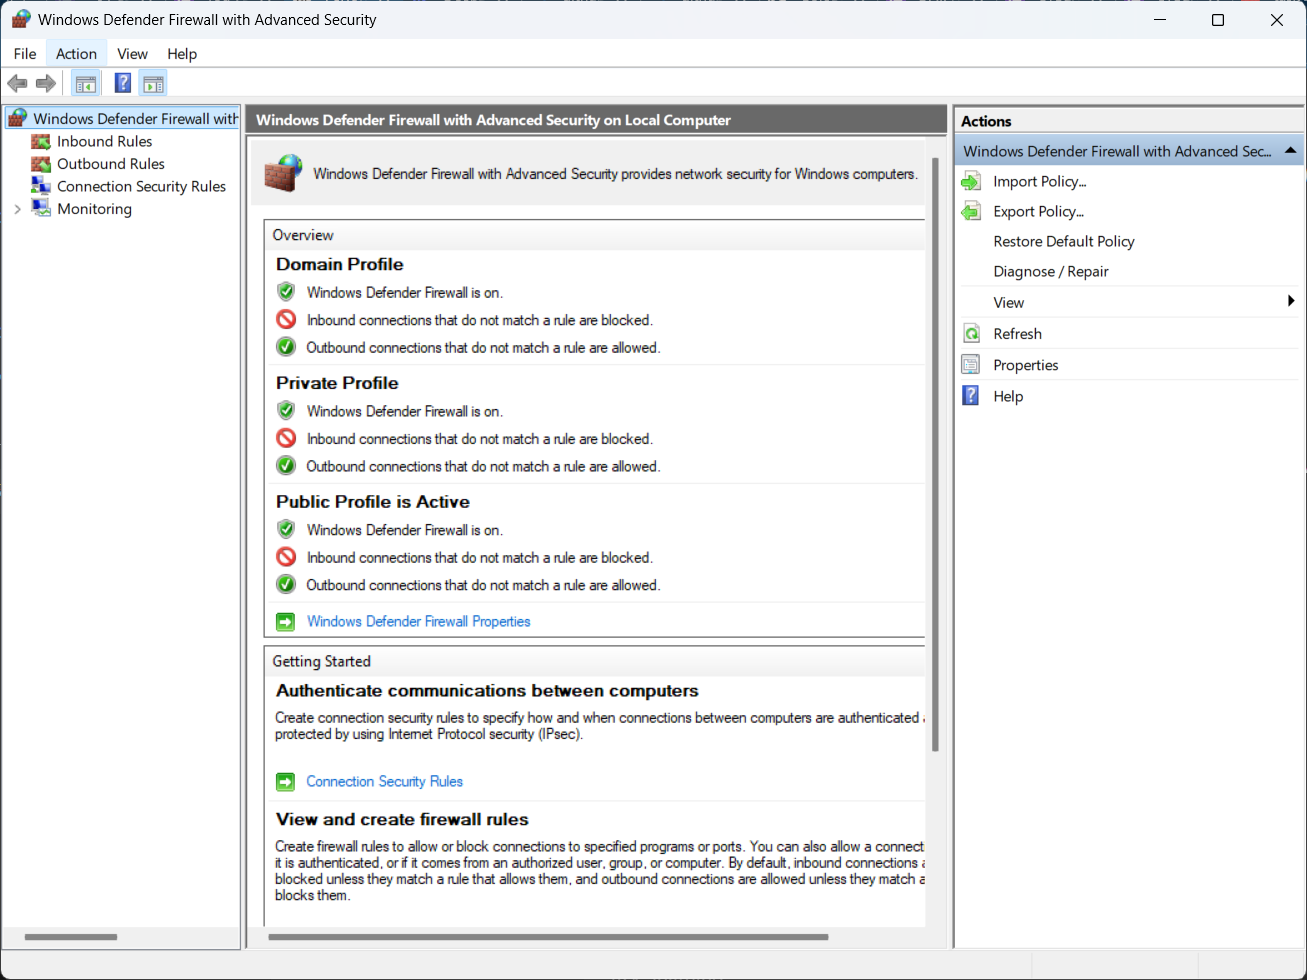 Windows Defender Firewall with Advanced Security
File Action View Help
Windows Defender Firewall with
Inbound Rules
Outbound Rules
Connection Security Rules
Monitoring
Windows Defender Firewall with Advanced Security on Local Computer
Windows Defender Firewall with Advanced Security provides network security for Windows computers.
Overview
Domain Profile
Windows Defender Firewall is on.
Inbound connections that do not match a rule are blocked.
Outbound connections that do not match a rule are allowed.
Private Profile
Windows Defender Firewall is on.
Inbound connections that do not match a rule are blocked.
Outbound connections that do not match a rule are allowed.
Public Profile is Active
Windows Defender Firewall is on.
Inbound connections that do not match a rule are blocked.
Outbound connections that do not match a rule are allowed.
Windows Defender Firewall Properties
Getting Started
Authenticate communications between computers
Create connection security rules to specify how and when connections between computers are authenticated
protected by using Internet Protocol security (IPsec).
Connection Security Rules
View and create firewall rules
Create firewall rules to allow or block connections to specified programs or ports. You can also allow a connect
it is authenticated, or if it comes from an authorized user, group, or computer. By default, inbound connections
blocked unless they match a rule that allows them, and outbound connections are allowed unless they match a
blocks them.
Actions
Windows Defender Firewall with Advanced Sec...
Import Policy...
Export Policy...
Restore Default Policy
Diagnose / Repair
View
Refresh
Properties
Help